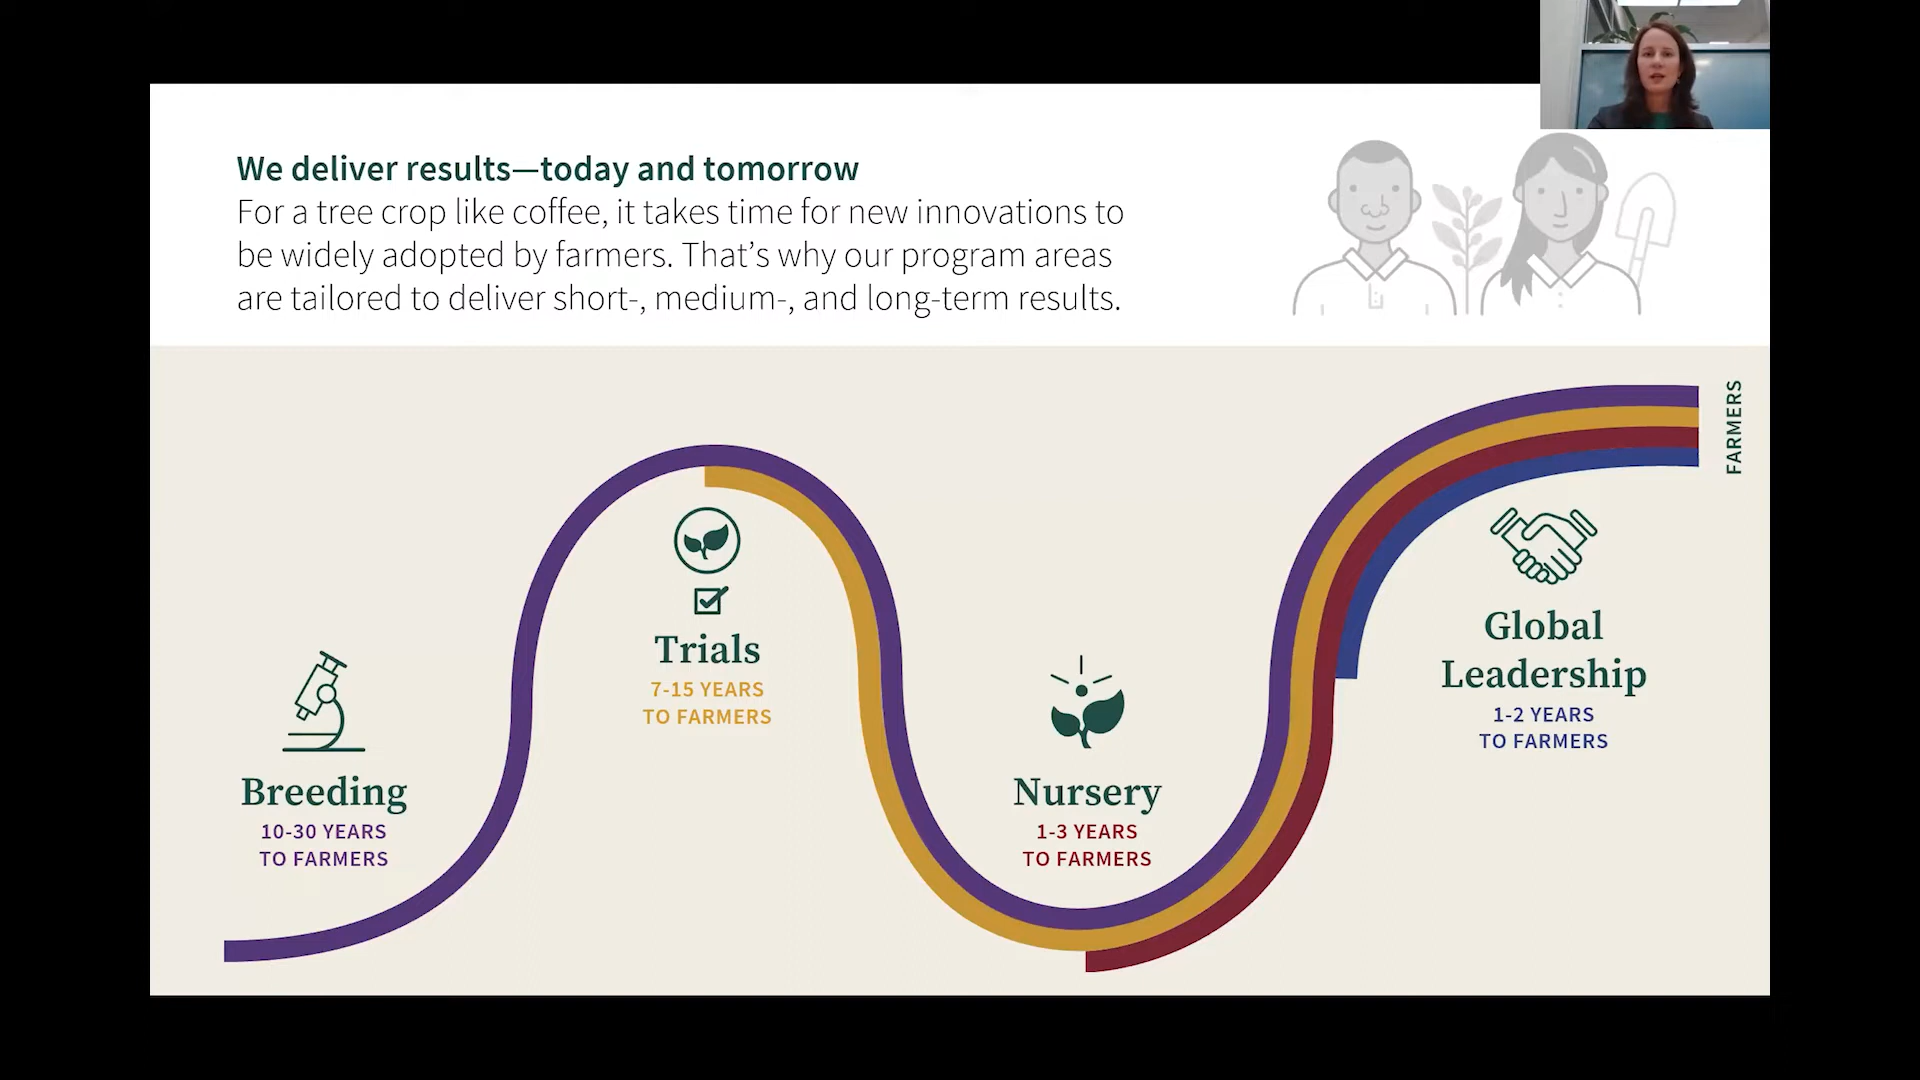 We deliver results—today and tomorrow
For a tree crop like coffee, it takes time for new innovations to
be widely adopted by farmers. That’s why our program areas
are tailored to deliver short-, medium-, and long-term results.
FARMERS
Breeding
10-30 YEARS
TO FARMERS
Trials
7-15 YEARS
TO FARMERS
Nursery
1-3 YEARS
TO FARMERS
Global
Leadership
1-2 YEARS
TO FARMERS